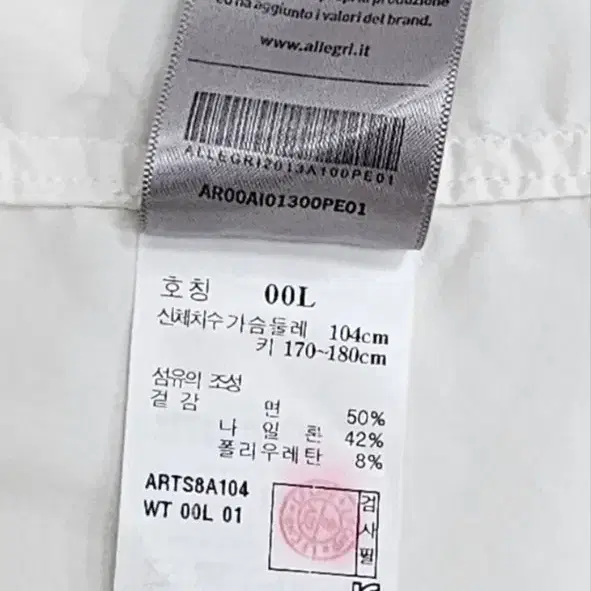 ha aggiunto i valori del brand.
www.allegri.it
ALLEGRI2013A100PE01
AR00AI01300PE01
호칭 00L
신체치수 가슴둘레 104cm
키 170~180cm
섬유의 조성
겉감 면 50%
나일론 42%
폴리우레탄 8%
ARTS8A104
WT 00L 01
검사필